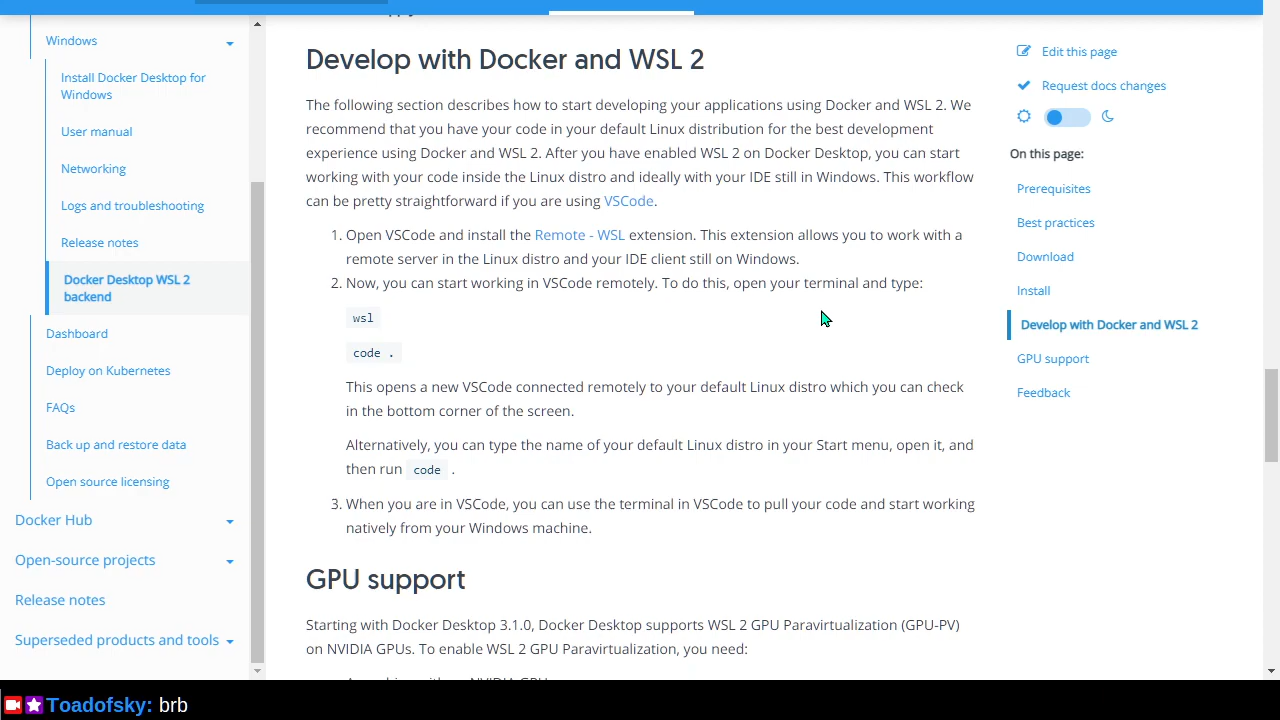 Windows
Install Docker Desktop for
Windows
User manual
Networking
Logs and troubleshooting
Release notes
Docker Desktop WSL 2
backend
Dashboard
Deploy on Kubernetes
FAQs
Back up and restore data
Open source licensing
Docker Hub
Open-source projects
Release notes
Superseded products and tools
Develop with Docker and WSL 2
The following section describes how to start developing your applications using Docker and WSL 2. We
recommend that you have your code in your default Linux distribution for the best development
experience using Docker and WSL 2. After you have enabled WSL 2 on Docker Desktop, you can start
working with your code inside the Linux distro and ideally with your IDE still in Windows. This workflow
can be pretty straightforward if you are using VSCode.
1. Open VSCode and install the Remote - WSL extension. This extension allows you to work with a
remote server in the Linux distro and your IDE client still on Windows.
2. Now, you can start working in VSCode remotely. To do this, open your terminal and type:
wsl
code .
This opens a new VSCode connected remotely to your default Linux distro which you can check
in the bottom corner of the screen.
Alternatively, you can type the name of your default Linux distro in your Start menu, open it, and
then run code .
3. When you are in VSCode, you can use the terminal in VSCode to pull your code and start working
natively from your Windows machine.
GPU support
Starting with Docker Desktop 3.1.0, Docker Desktop supports WSL 2 GPU Paravirtualization (GPU-PV)
on NVIDIA GPUs. To enable WSL 2 GPU Paravirtualization, you need:
Edit this page
Request docs changes
On this page:
Prerequisites
Best practices
Download
Install
Develop with Docker and WSL 2
GPU support
Feedback
Toadofsky: brb